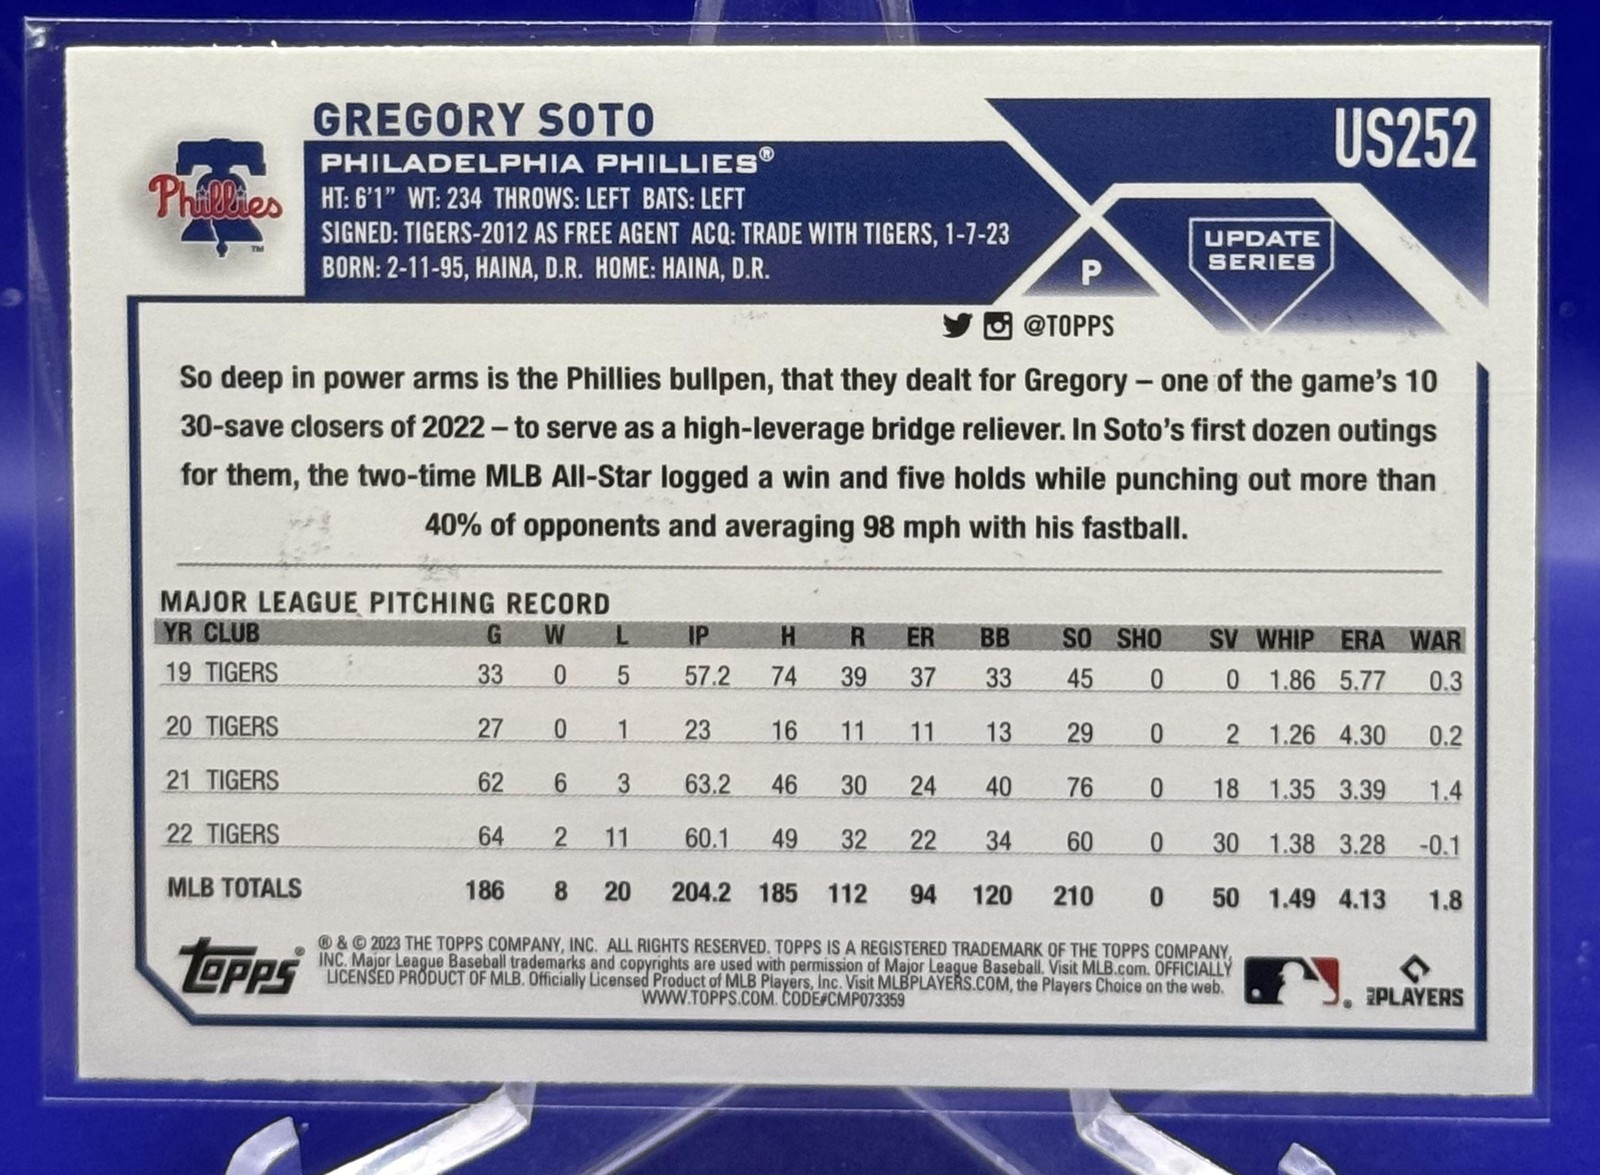 GREGORY SOTO
US252
Phillies ™
PHILADELPHIA PHILLIES®
HT: 6'1" WT: 234 THROWS: LEFT BATS: LEFT
SIGNED: TIGERS-2012 AS FREE AGENT ACQ: TRADE WITH TIGERS, 1-7-23
BORN: 2-11-95, HAINA, D.R. HOME: HAINA, D.R.
P
UPDATE
SERIES
@TOPPS
So deep in power arms is the Phillies bullpen, that they dealt for Gregory – one of the game's 10
30-save closers of 2022 – to serve as a high-leverage bridge reliever. In Soto's first dozen outings
for them, the two-time MLB All-Star logged a win and five holds while punching out more than
40% of opponents and averaging 98 mph with his fastball.
MAJOR LEAGUE PITCHING RECORD
YR CLUB G W L IP H R ER BB SO SHO SV WHIP ERA WAR
19 TIGERS 33 0 5 57.2 74 39 37 33 45 0 0 1.86 5.77 0.3
20 TIGERS 27 0 1 23 16 11 11 13 29 0 2 1.26 4.30 0.2
21 TIGERS 62 6 3 63.2 46 30 24 40 76 0 18 1.35 3.39 1.4
22 TIGERS 64 2 11 60.1 49 32 22 34 60 0 30 1.38 3.28 -0.1
MLB TOTALS 186 8 20 204.2 185 112 94 120 210 0 50 1.49 4.13 1.8
topps®
® & © 2023 THE TOPPS COMPANY, INC. ALL RIGHTS RESERVED. TOPPS IS A REGISTERED TRADEMARK OF THE TOPPS COMPANY,
INC. Major League Baseball trademarks and copyrights are used with permission of Major League Baseball. Visit MLB.com. OFFICIALLY
LICENSED PRODUCT OF MLB. Officially Licensed Product of MLB Players, Inc. Visit MLBPLAYERS.COM, the Players Choice on the web.
WWW.TOPPS.COM. CODE#CMP073359
®
PLAYERS